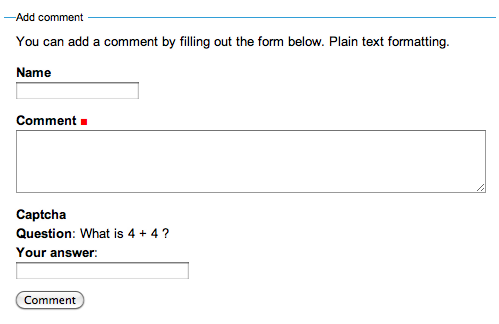 Add comment
You can add a comment by filling out the form below. Plain text formatting.
Name
Comment
Captcha
Question: What is 4 + 4 ?
Your answer:
Comment